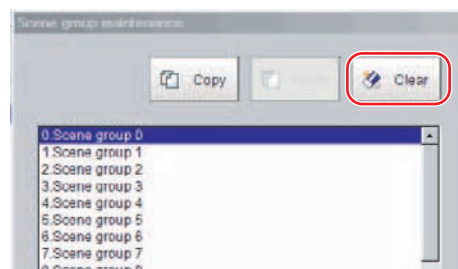 Scene group maintenance
Copy
Clear
0.Scene group 0
1.Scene group 1
2.Scene group 2
3.Scene group 3
4.Scene group 4
5.Scene group 5
6.Scene group 6
7.Scene group 7